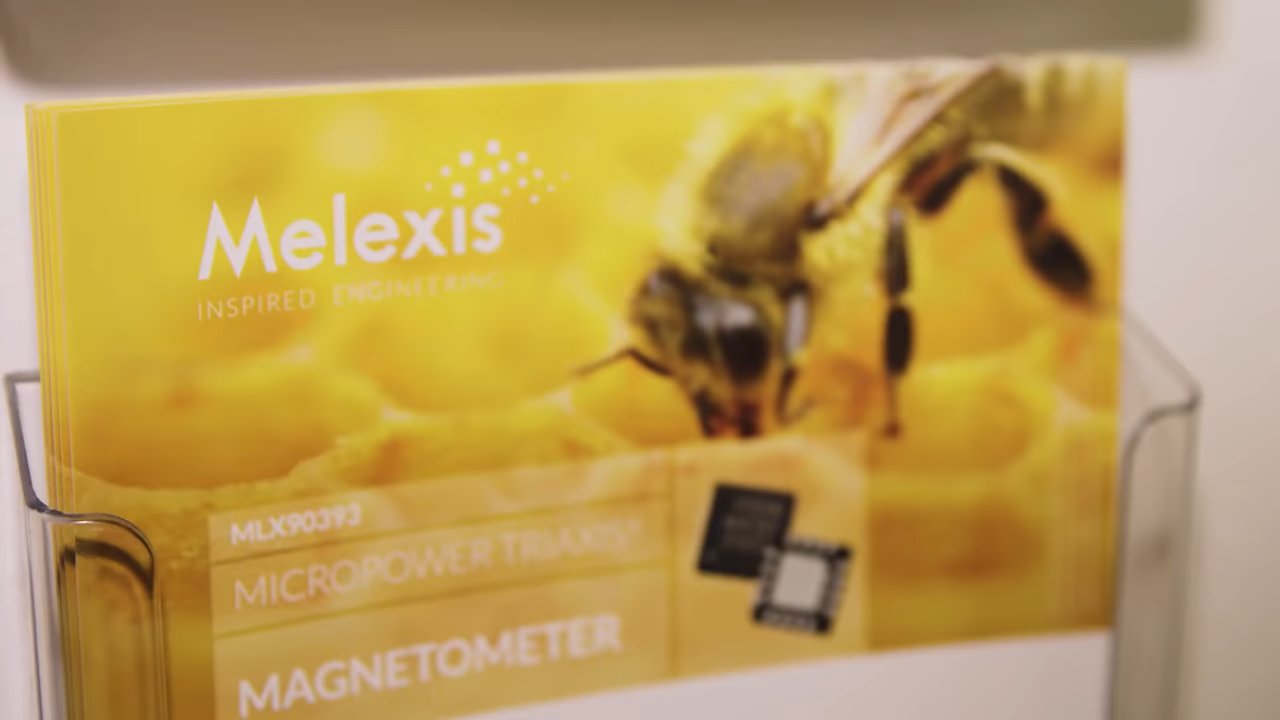 Melexis
INSPIRED ENGINEERING
MLX90393
MICROPOWER TRIAXIS®
MAGNETOMETER